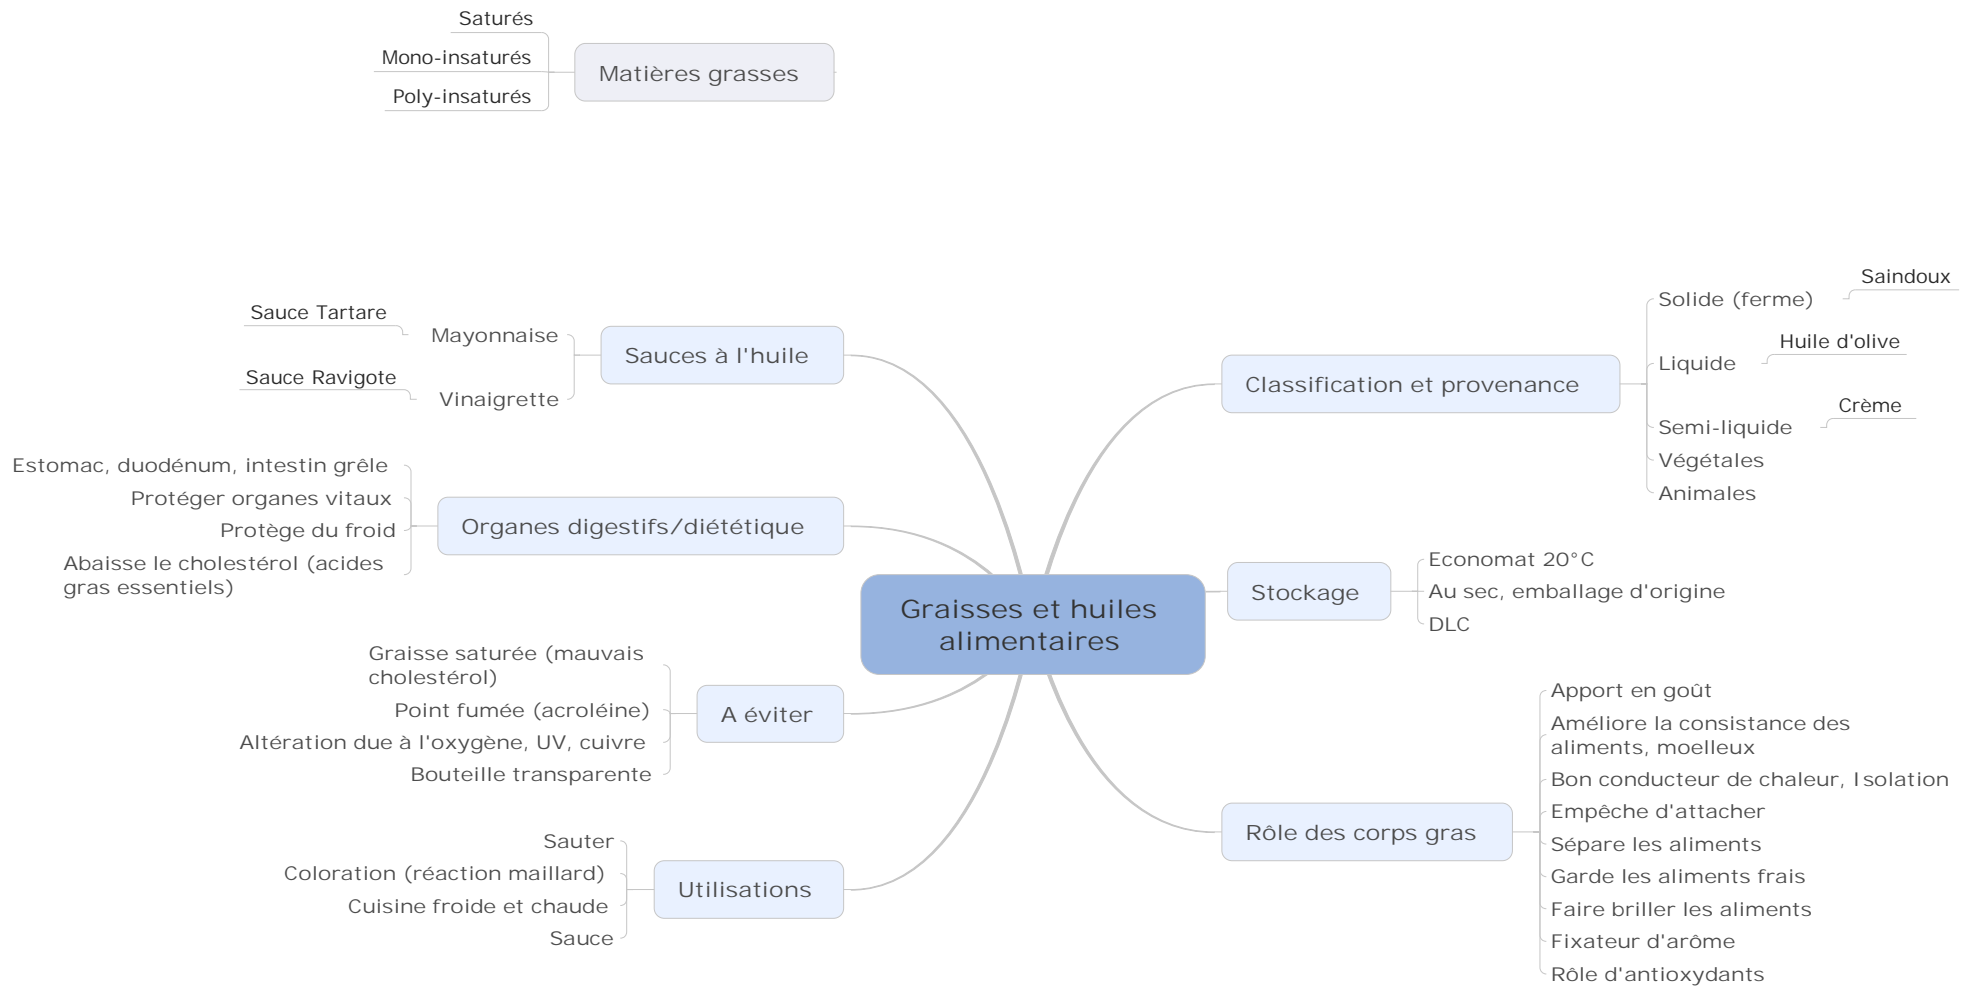 Saturés
Mono-insaturés
Poly-insaturés
Matières grasses
Sauce Tartare
Mayonnaise
Sauce Ravigote
Vinaigrette
Sauces à l'huile
Estomac, duodénum, intestin grêle
Protéger organes vitaux
Protège du froid
Abaisse le cholestérol (acides
gras essentiels)
Organes digestifs/diététique
Graisse saturée (mauvais
cholestérol)
Point fumée (acroléine)
Altération due à l'oxygène, UV, cuivre
Bouteille transparente
A éviter
Sauter
Coloration (réaction maillard)
Cuisine froide et chaude
Sauce
Utilisations
Graisses et huiles
alimentaires
Classification et provenance
Solide (ferme)
Saindoux
Liquide
Huile d'olive
Semi-liquide
Crème
Végétales
Animales
Stockage
Economat 20°C
Au sec, emballage d'origine
DLC
Rôle des corps gras
Apport en goût
Améliore la consistance des
aliments, moelleux
Bon conducteur de chaleur, Isolation
Empêche d'attacher
Sépare les aliments
Garde les aliments frais
Faire briller les aliments
Fixateur d'arôme
Rôle d'antioxydants